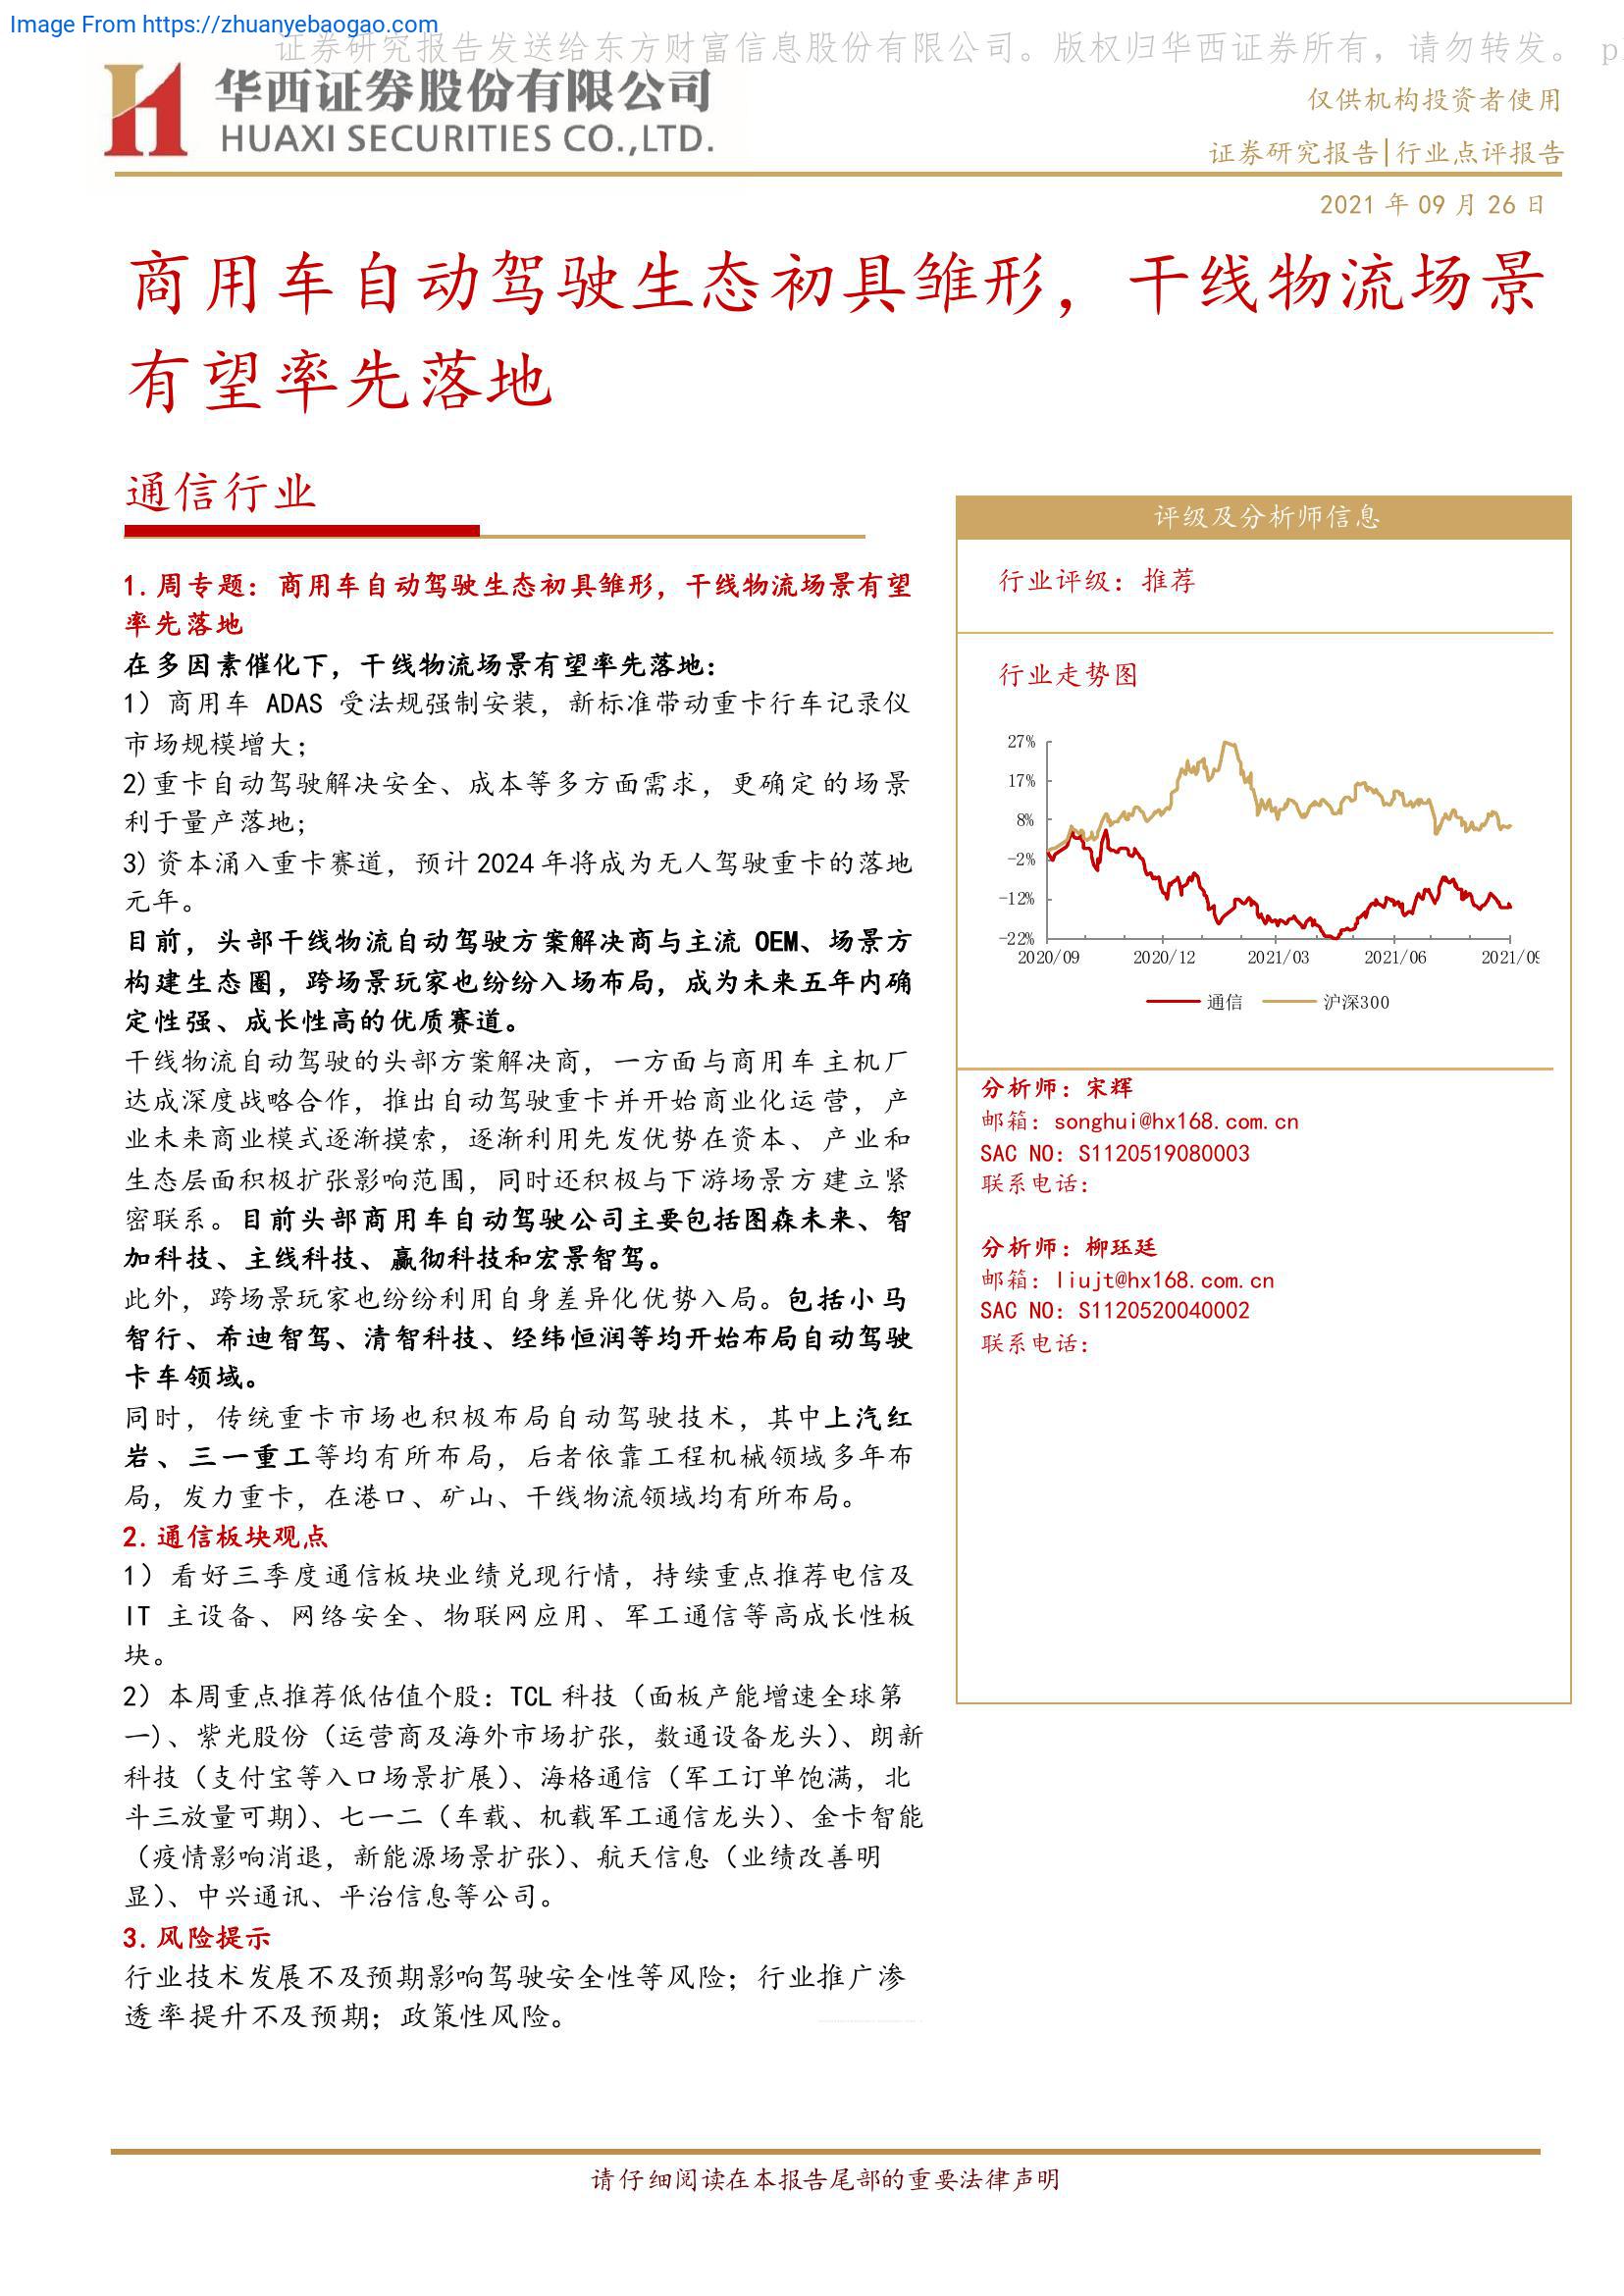 Image From https://zhuanyebaogao.com
证券研究报告发送给东方财富信息股份有限公司。版权归华西证券所有，请勿转发。 p
华西证券股份有限公司
HUAXI SECURITIES CO.,LTD.
仅供机构投资者使用
证券研究报告|行业点评报告
2021 年 09 月 26 日
商用车自动驾驶生态初具雏形，干线物流场景
有望率先落地
通信行业
1.周专题：商用车自动驾驶生态初具雏形，干线物流场景有望
率先落地
在多因素催化下，干线物流场景有望率先落地：
1）商用车 ADAS 受法规强制安装，新标准带动重卡行车记录仪
市场规模增大；
2)重卡自动驾驶解决安全、成本等多方面需求，更确定的场景
利于量产落地；
3)资本涌入重卡赛道，预计 2024 年将成为无人驾驶重卡的落地
元年。
目前，头部干线物流自动驾驶方案解决商与主流 OEM、场景方
构建生态圈，跨场景玩家也纷纷入场布局，成为未来五年内确
定性强、成长性高的优质赛道。
干线物流自动驾驶的头部方案解决商，一方面与商用车主机厂
达成深度战略合作，推出自动驾驶重卡并开始商业化运营，产
业未来商业模式逐渐摸索，逐渐利用先发优势在资本、产业和
生态层面积极扩张影响范围，同时还积极与下游场景方建立紧
密联系。目前头部商用车自动驾驶公司主要包括图森未来、智
加科技、主线科技、赢彻科技和宏景智驾。
此外，跨场景玩家也纷纷利用自身差异化优势入局。包括小马
智行、希迪智驾、清智科技、经纬恒润等均开始布局自动驾驶
卡车领域。
同时，传统重卡市场也积极布局自动驾驶技术，其中上汽红
岩、三一重工等均有所布局，后者依靠工程机械领域多年布
局，发力重卡，在港口、矿山、干线物流领域均有所布局。
2.通信板块观点
1）看好三季度通信板块业绩兑现行情，持续重点推荐电信及
IT 主设备、网络安全、物联网应用、军工通信等高成长性板
块。
2）本周重点推荐低估值个股：TCL 科技（面板产能增速全球第
一）、紫光股份（运营商及海外市场扩张，数通设备龙头）、朗新
科技（支付宝等入口场景扩展）、海格通信（军工订单饱满，北
斗三放量可期）、七一二（车载、机载军工通信龙头）、金卡智能
（疫情影响消退，新能源场景扩张）、航天信息（业绩改善明
显）、中兴通讯、平治信息等公司。
3.风险提示
行业技术发展不及预期影响驾驶安全性等风险；行业推广渗
透率提升不及预期；政策性风险。
评级及分析师信息
行业评级：推荐
行业走势图
27%
17%
8%
-2%
-12%
-22%
2020/09 2020/12 2021/03 2021/06 2021/09
通信 沪深300
分析师：宋辉
邮箱：songhui@hx168.com.cn
SAC NO：S1120519080003
联系电话：
分析师：柳珏廷
邮箱：liujt@hx168.com.cn
SAC NO：S1120520040002
联系电话：
请仔细阅读在本报告尾部的重要法律声明